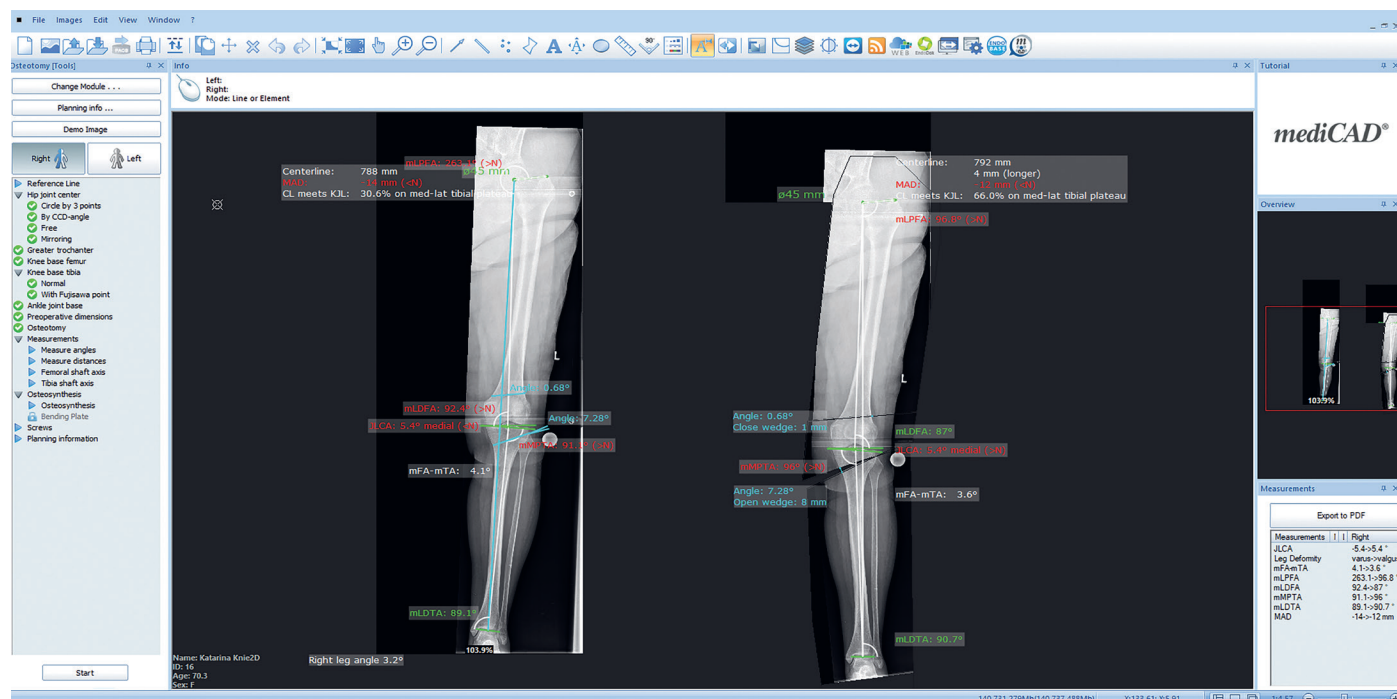 File Images Edit View Window ?
90°
WEB
ENDO BASE
Osteotomy [Tools]
Info
Tutorial
Change Module . . .
Planning info ...
Demo Image
Right
Left
Left:
Right:
Mode: Line or Element
mediCAD®
Reference Line
Hip joint center
Circle by 3 points
By CCD-angle
Free
Mirroring
Greater trochanter
Knee base femur
Knee base tibia
Normal
With Fujisawa point
Ankle joint base
Preoperative dimensions
Osteotomy
Measurements
Measure angles
Measure distances
Femoral shaft axis
Tibia shaft axis
Osteosynthesis
Osteosynthesis
Bending Plate
Screws
Planning information
Start
mLPFA: 263.1° (>N)
ø45 mm
Centerline: 788 mm
MAD: -14 mm (<N)
CL meets KJL: 30.6% on med-lat tibial plateau
L
Angle: 0.68°
mLDFA: 92.4° (>N)
Angle: 7.28°
JLCA: 5.4° medial (<N)
mMPTA: 91.1° (>N)
mFA-mTA: 4.1°
mLDTA: 89.1°
103.9%
Right leg angle 3.2°
Name: Katarina Knie2D
ID: 16
Age: 70.3
Sex: F
Centerline: 792 mm
4 mm (longer)
MAD: -12 mm (<N)
CL meets KJL: 66.0% on med-lat tibial plateau
ø45 mm
mLPFA: 96.8° (>N)
L
Angle: 0.68°
Close wedge: 1 mm
mLDFA: 87°
JLCA: 5.4° medial (>N)
mMPTA: 96° (>N)
Angle: 7.28°
Open wedge: 8 mm
mFA-mTA: 3.6°
mLDTA: 90.7°
Overview
103.9%
Measurements
Export to PDF
Measurements Right
JLCA -5.4->5.4 °
Leg Deformity varus->valgus
mFA-mTA 4.1->3.6 °
mLPFA 263.1->96.8 °
mLDFA 92.4->87 °
mMPTA 91.1->96 °
mLDTA 89.1->90.7 °
MAD -14->-12 mm